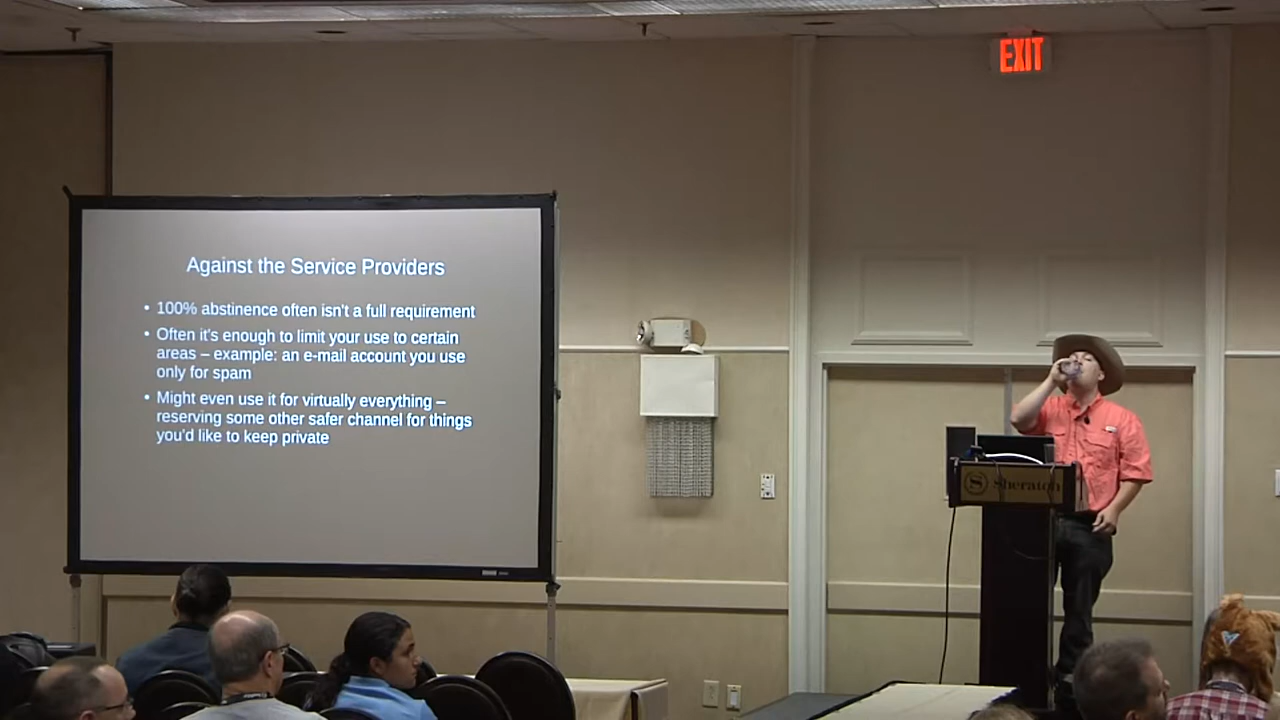 EXIT
Against the Service Providers
• 100% abstinence often isn't a full requirement
• Often it's enough to limit your use to certain
areas – example: an e-mail account you use
only for spam
• Might even use it for virtually everything –
reserving some other safer channel for things
you'd like to keep private
S Sheraton